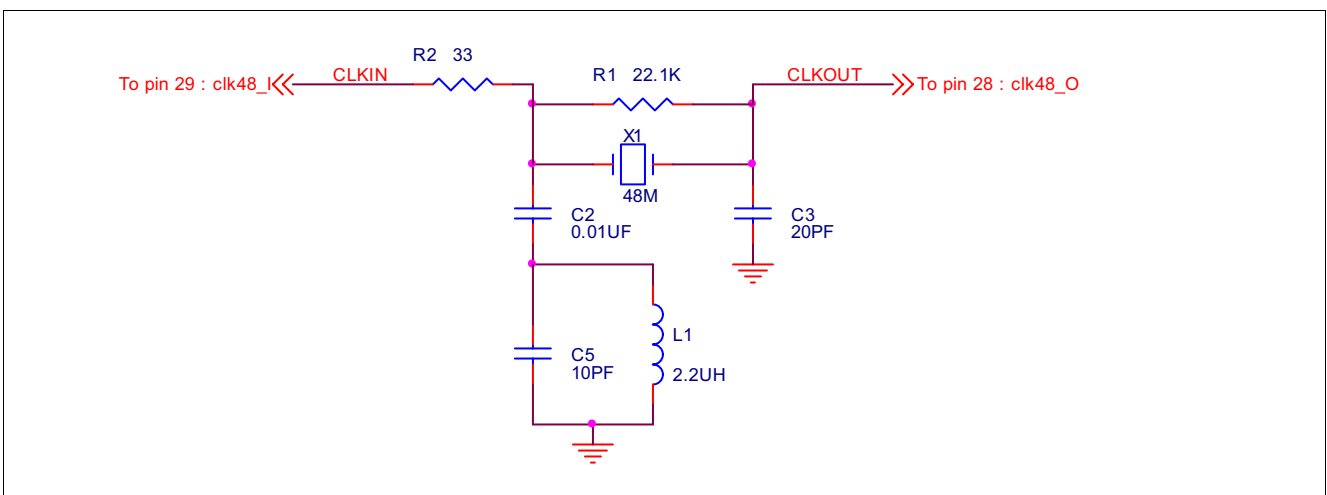 R2 33
To pin 29 : clk48_I
CLKIN
R1 22.1K
CLKOUT
To pin 28 : clk48_O
X1
48M
C2
0.01UF
C3
20PF
C5
10PF
L1
2.2UH